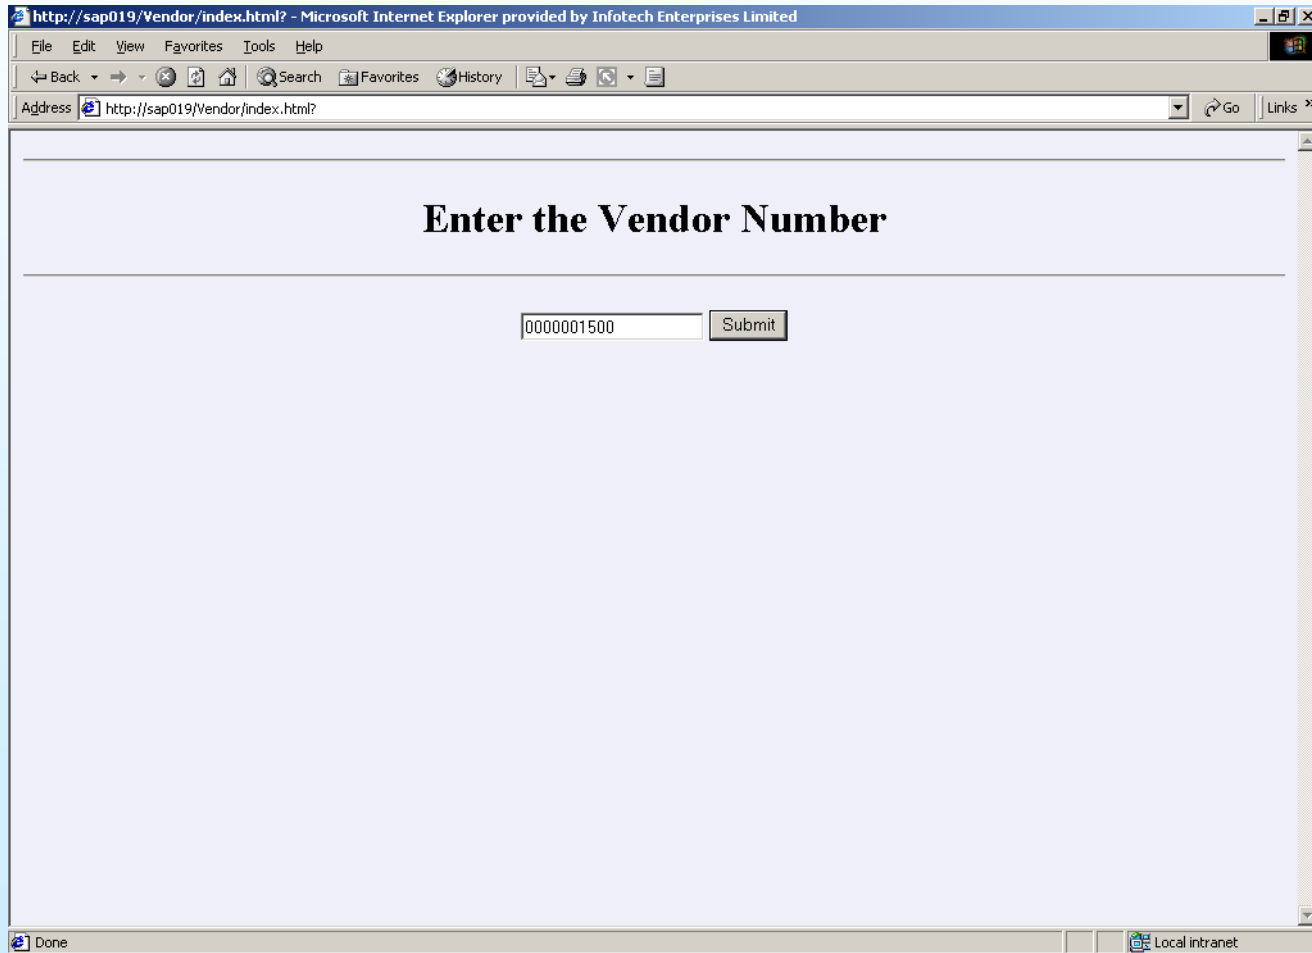 http://sap019/Vendor/index.html? - Microsoft Internet Explorer provided by Infotech Enterprises Limited
File Edit View Favorites Tools Help
Back Search Favorites History
Address http://sap019/Vendor/index.html? Go Links »
Enter the Vendor Number
0000001500 Submit
Done Local intranet